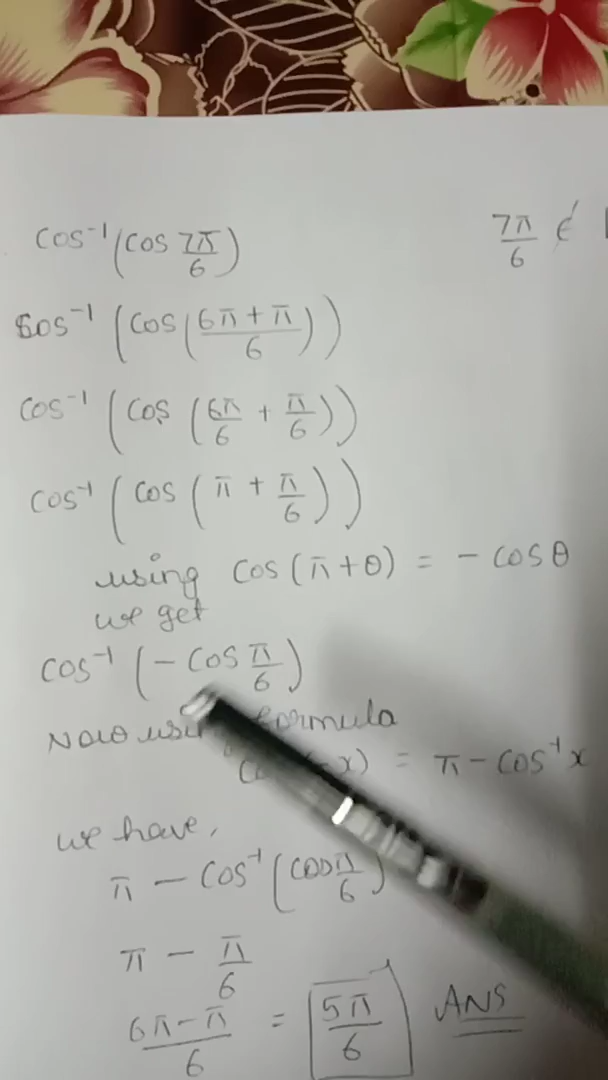 cos⁻¹(cos 7π/6)    7π/6 ∉
cos⁻¹(cos(6π + π/6))
cos⁻¹(cos(6π/6 + π/6))
cos⁻¹(cos(π + π/6))
using cos(π+θ) = - cosθ
we get
cos⁻¹(-cos π/6)
Now formula
x) = π - cos⁻¹x
we have,
π - cos⁻¹(cos π/6)
π - π/6
6π-π/6 = 5π/6 ANS